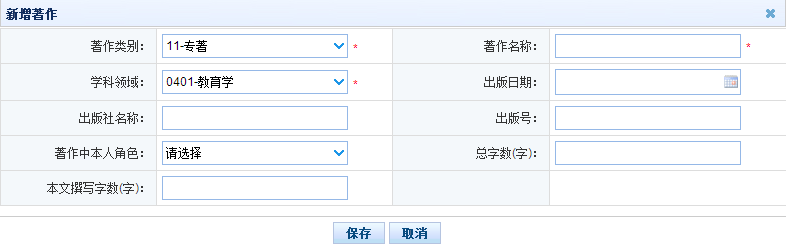 新增著作
著作类别： 11-专著 * 著作名称： *
学科领域： 0401-教育学 * 出版日期：
出版社名称： 出版号：
著作中本人角色： 请选择 总字数(字)：
本文撰写字数(字)：
保存 取消